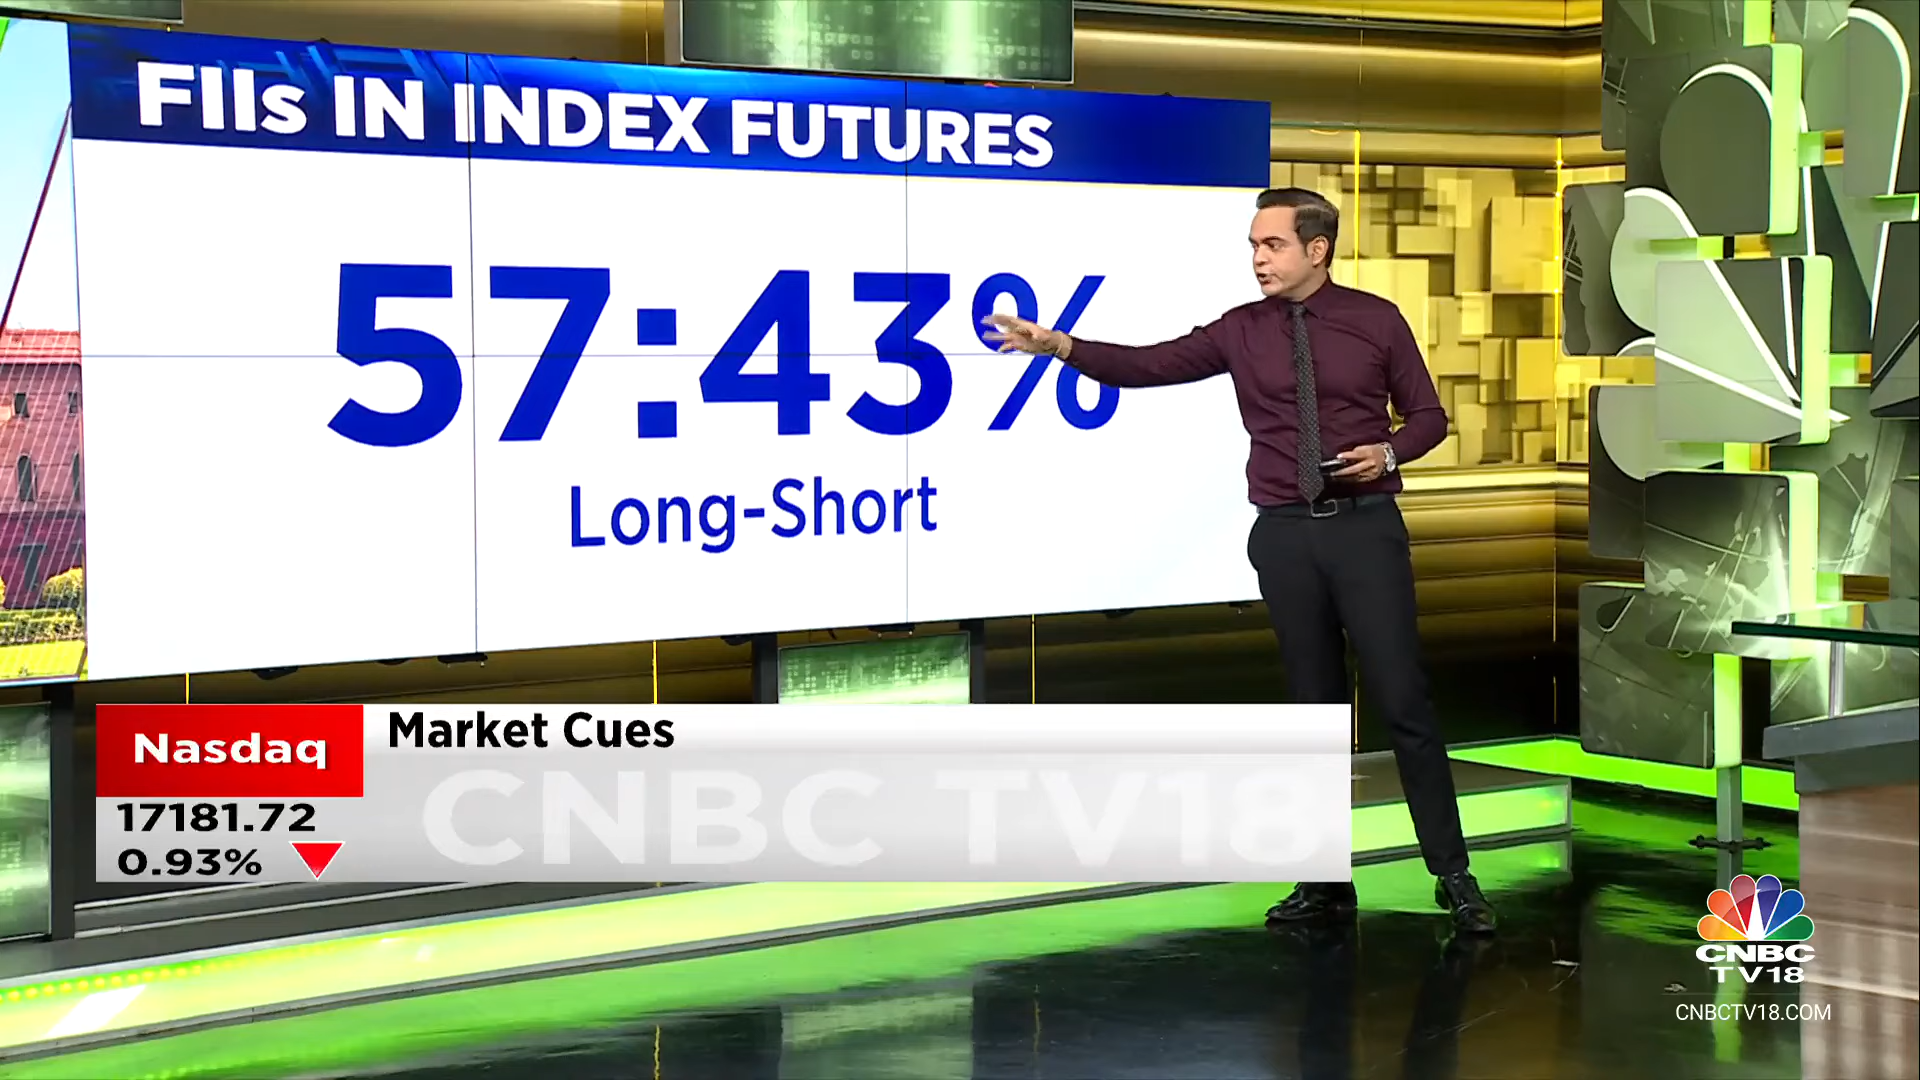 FIIs IN INDEX FUTURES
57:43%
Long-Short
Nasdaq
17181.72
0.93%
Market Cues
CNBC TV18
CNBC
TV18
CNBCTV18.COM